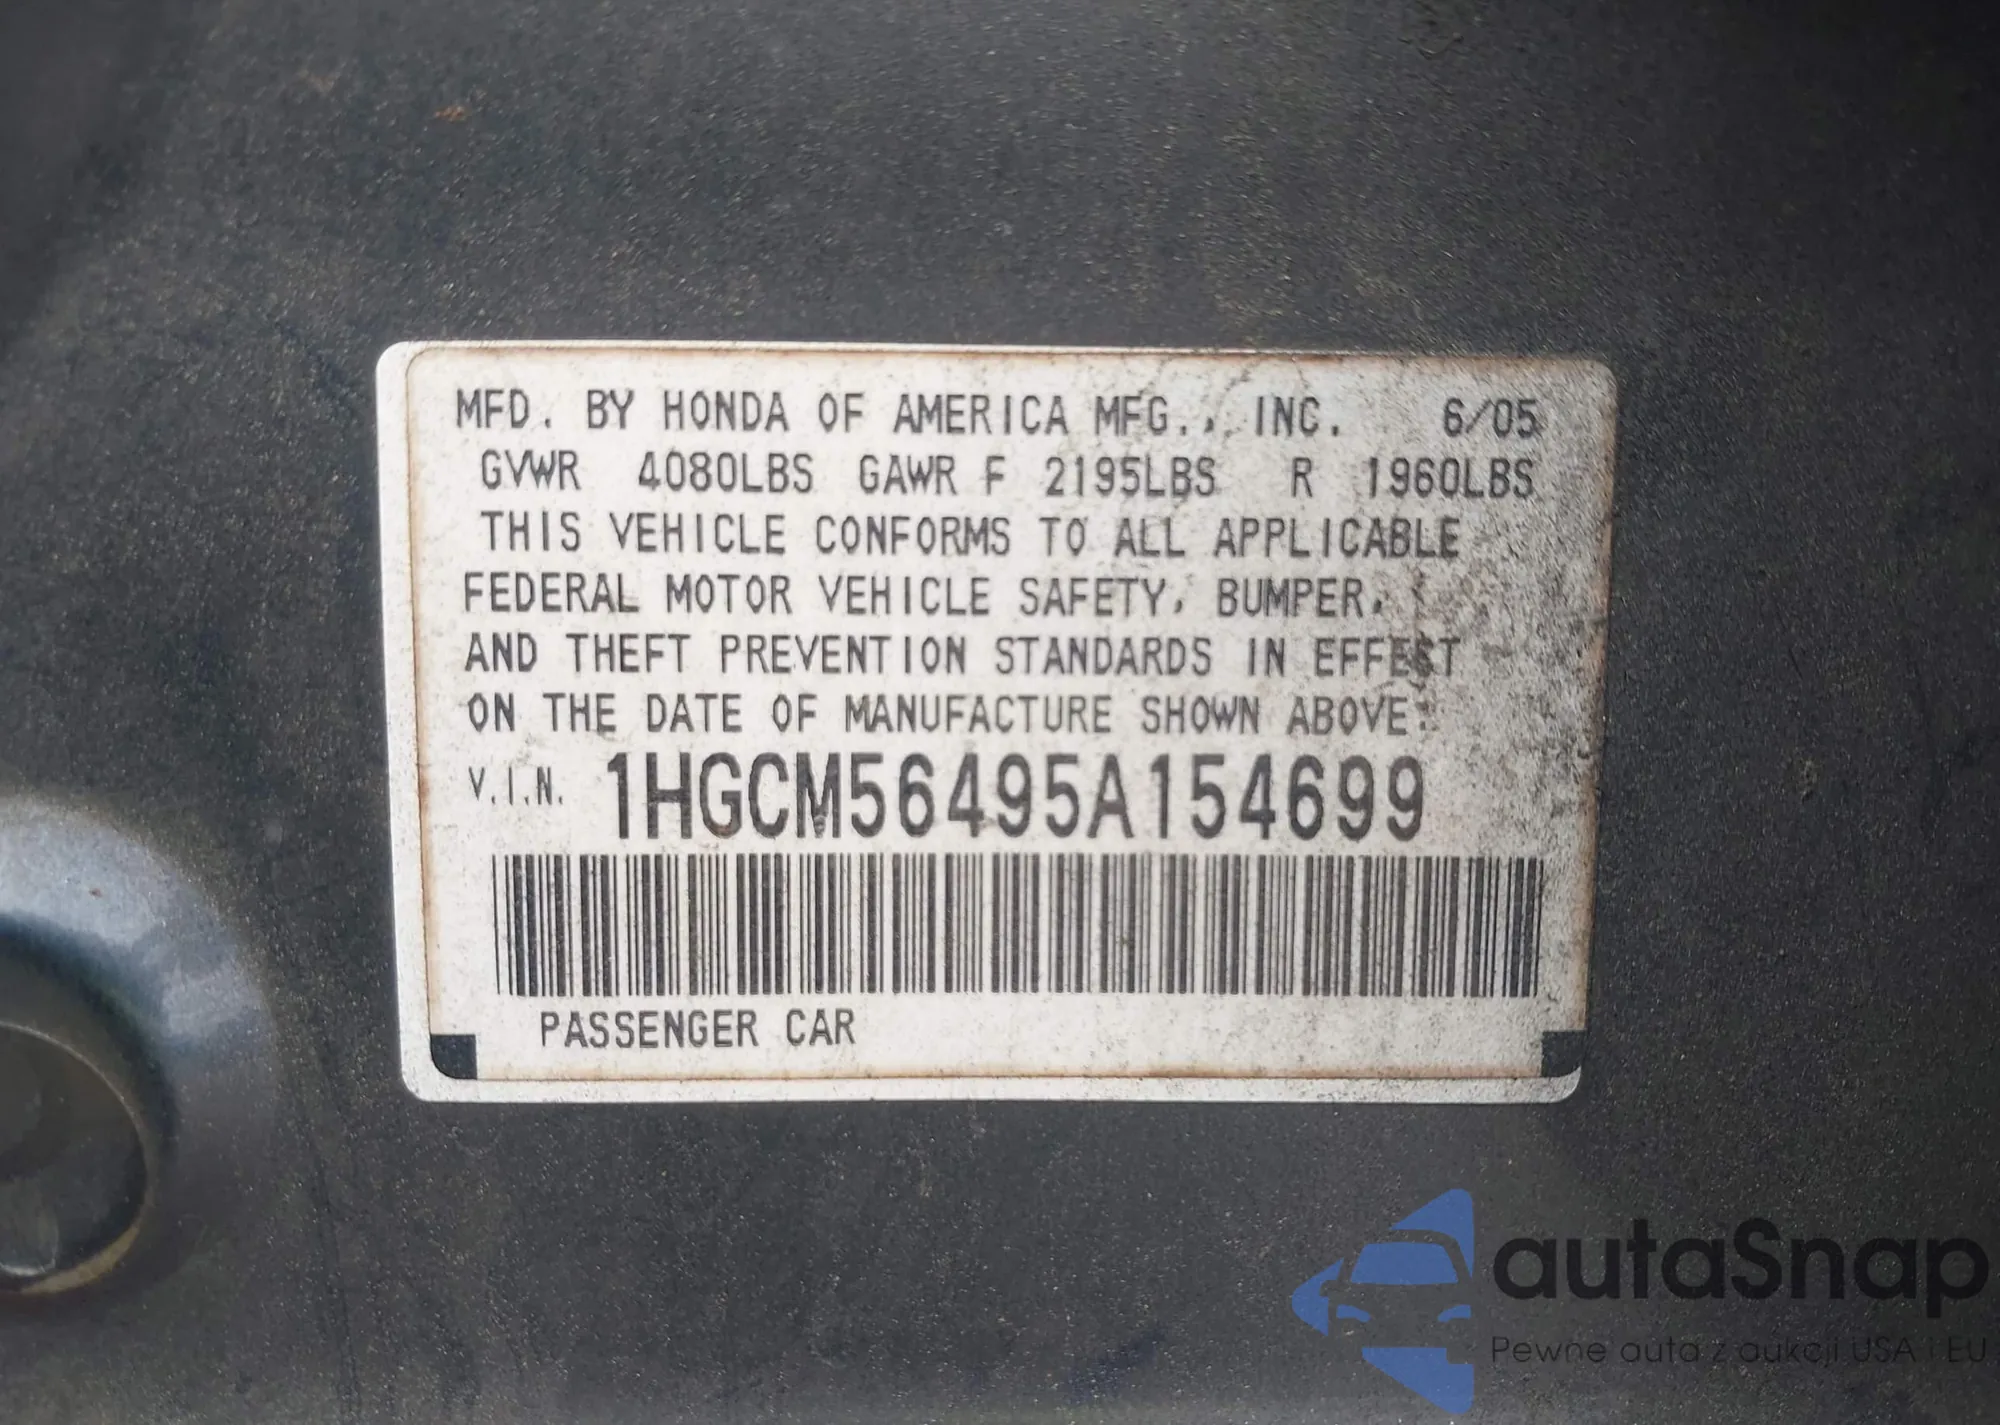 MFD. BY HONDA OF AMERICA MFG., INC. 6/05
GVWR 4080LBS GAWR F 2195LBS R 1960LBS
THIS VEHICLE CONFORMS TO ALL APPLICABLE
FEDERAL MOTOR VEHICLE SAFETY, BUMPER,
AND THEFT PREVENTION STANDARDS IN EFFECT
ON THE DATE OF MANUFACTURE SHOWN ABOVE.
V.I.N. 1HGCM56495A154699
PASSENGER CAR
autaSnap
Pewne auta z aukcji USA i EU